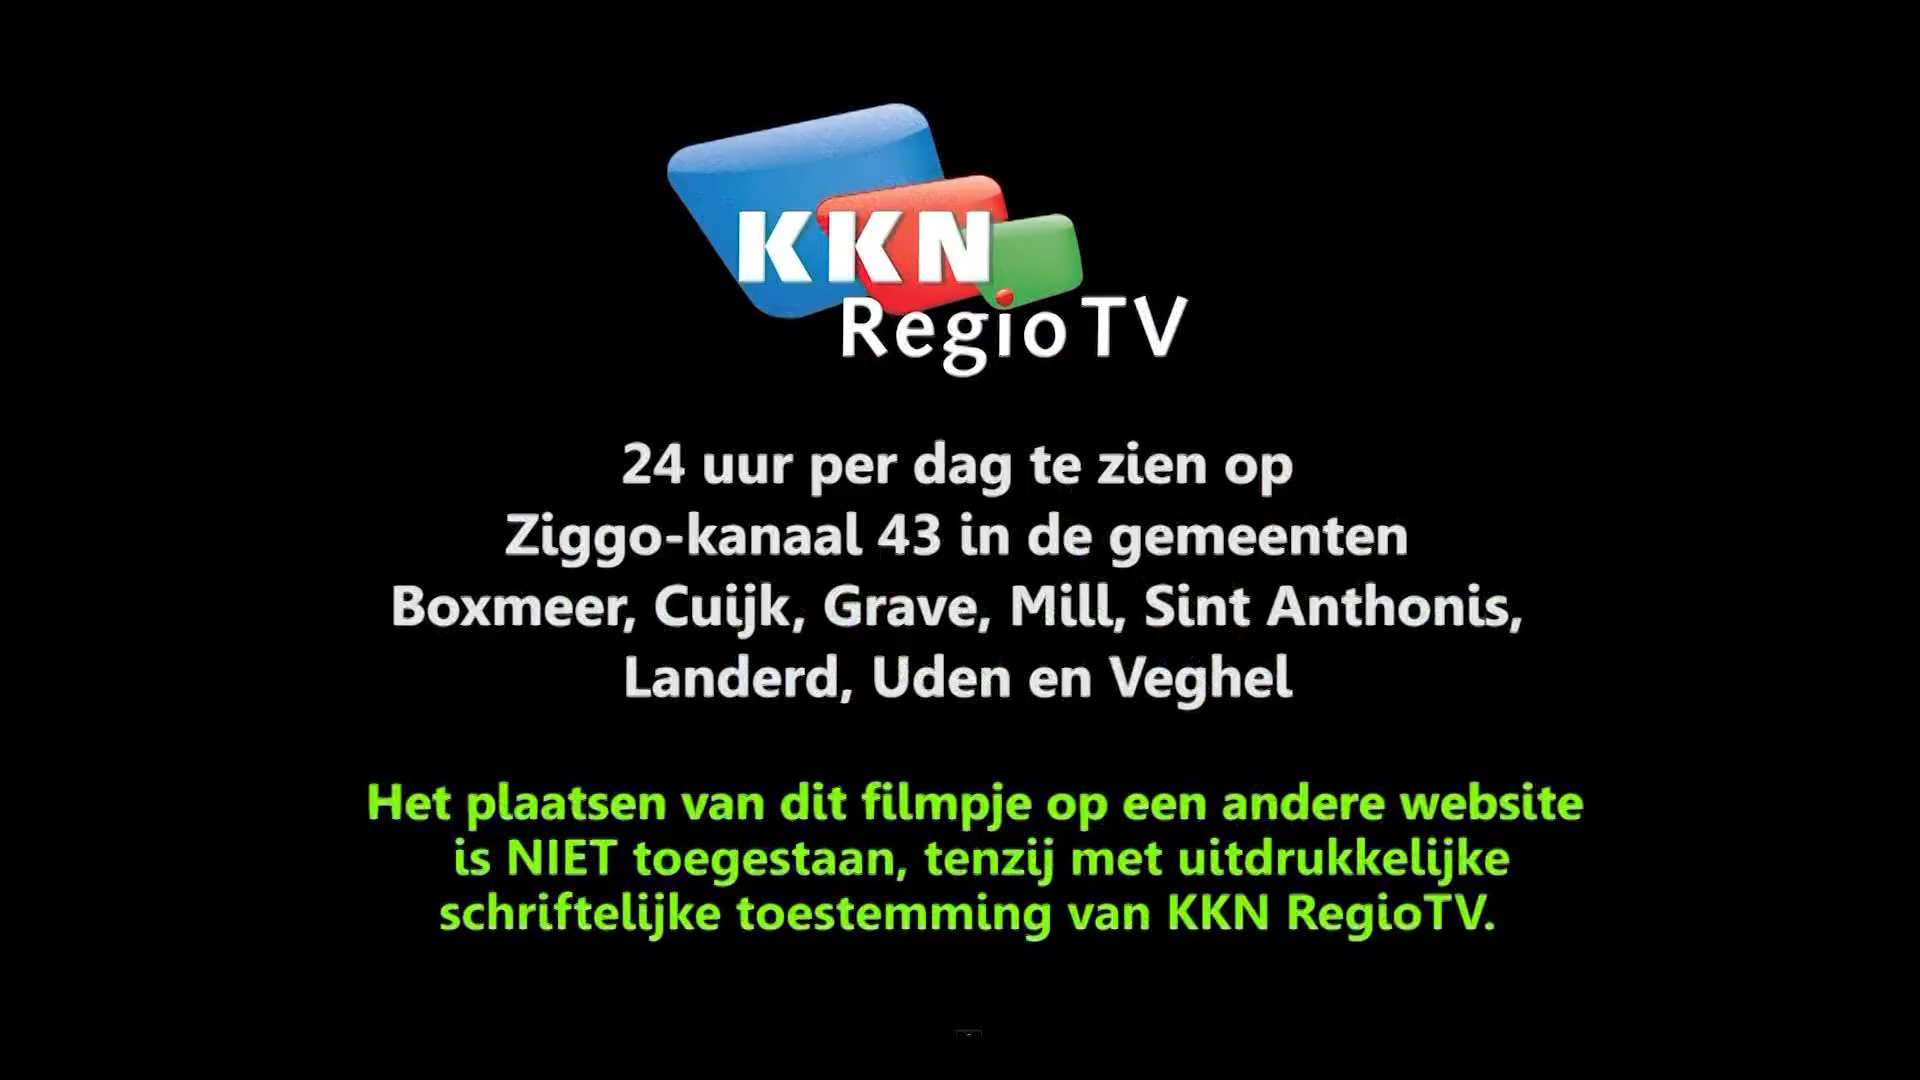 KKN
RegioTV
24 uur per dag te zien op
Ziggo-kanaal 43 in de gemeenten
Boxmeer, Cuijk, Grave, Mill, Sint Anthonis,
Landerd, Uden en Veghel
Het plaatsen van dit filmpje op een andere website
is NIET toegestaan, tenzij met uitdrukkelijke
schriftelijke toestemming van KKN RegioTV.